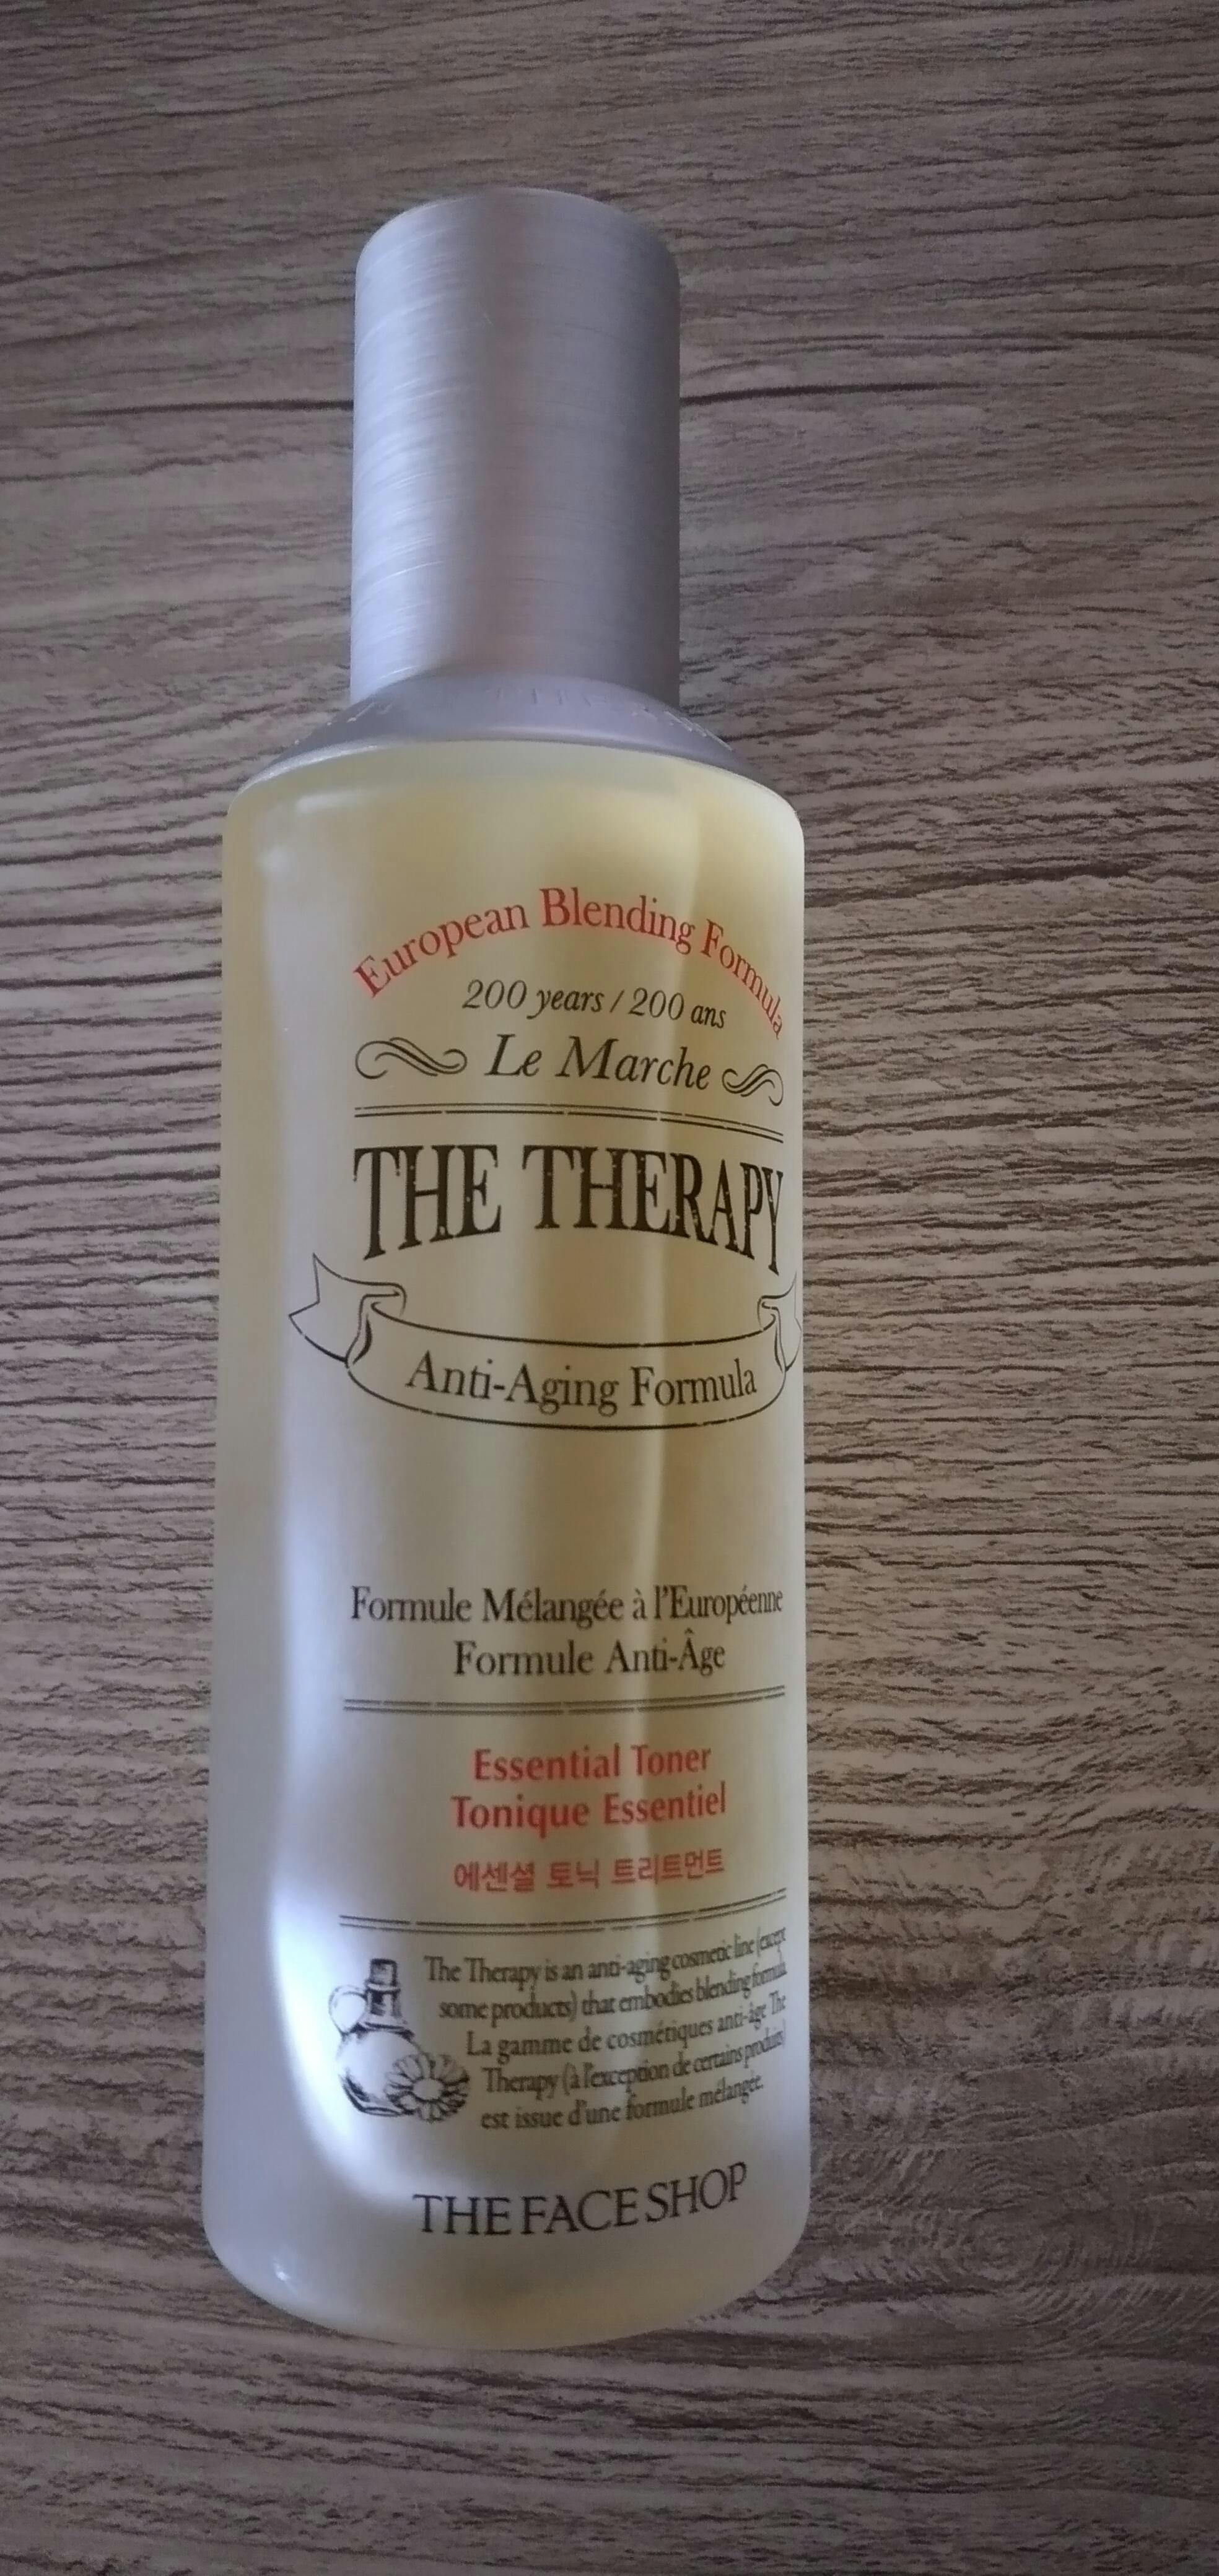 European Blending Formula
200 years / 200 ans
Le Marche
THE THERAPY
Anti-Aging Formula
Formule Mélangée à l'Européenne
Formule Anti-Âge
Essential Toner
Tonique Essentiel
에센셜 토닉 트리트먼트
The Therapy is an anti-aging cosmetic line (except
some products) that embodies blending formula.
La gamme de cosmétiques anti-âge The
Therapy (à l'exception de certains produits)
est issue d'une formule mélangée.
THE FACE SHOP